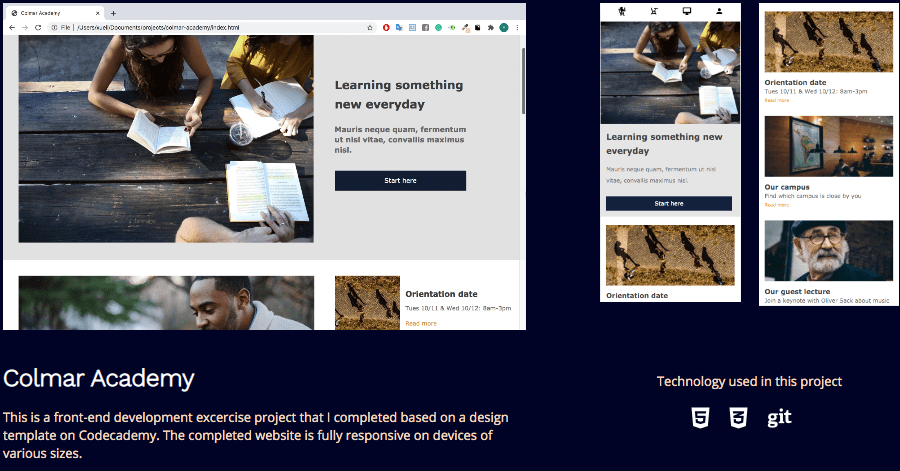 Colmar Academy
File | /Users/xueli/Documents/projects/colmar-academy/index.html
Learning something
new everyday
Mauris neque quam, fermentum
ut nisl velit, convallis maximus
nisl.
Start here
Orientation date
Tues 10/11 & Wed 10/12: 8am-3pm
Read more
Learning something new
everyday
Mauris neque quam, fermentum ut nisl
vitae, convallis maximus nisl.
Start here
Orientation date
Orientation date
Tues 10/11 & Wed 10/12: 8am-3pm
Read more
Our campus
Find which campus is close by you
Read more
Our guest lecture
Join a keynote with Oliver Sack about music
Colmar Academy
This is a front-end development excercise project that I completed based on a design
template on Codecademy. The completed website is fully responsive on devices of
various sizes.
Technology used in this project
5
3
git